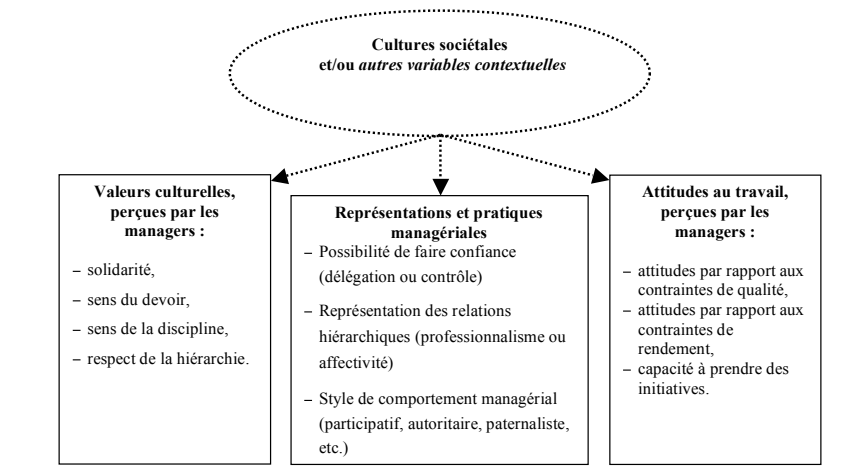 Cultures sociétales
et/ou autres variables contextuelles
Valeurs culturelles,
perçues par les
managers :
– solidarité,
– sens du devoir,
– sens de la discipline,
– respect de la hiérarchie.
Représentations et pratiques
managériales
– Possibilité de faire confiance
(délégation ou contrôle)
– Représentation des relations
hiérarchiques (professionnalisme ou
affectivité)
– Style de comportement managérial
(participatif, autoritaire, paternaliste,
etc.)
Attitudes au travail,
perçues par les
managers :
– attitudes par rapport aux
contraintes de qualité,
– attitudes par rapport aux
contraintes de
rendement,
– capacité à prendre des
initiatives.